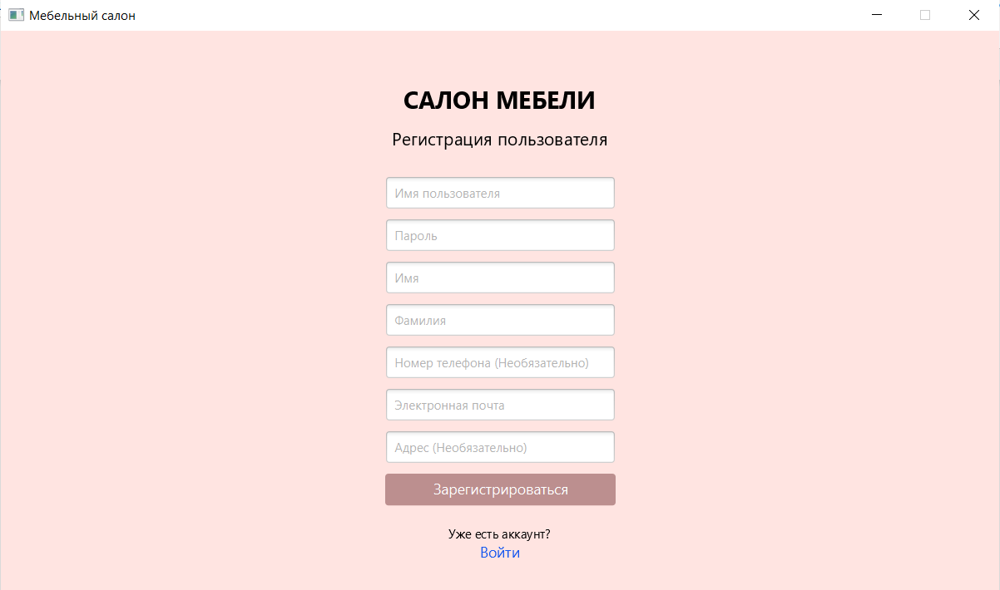 Мебельный салон
САЛОН МЕБЕЛИ
Регистрация пользователя
Имя пользователя
Пароль
Имя
Фамилия
Номер телефона (Необязательно)
Электронная почта
Адрес (Необязательно)
Зарегистрироваться
Уже есть аккаунт?
Войти